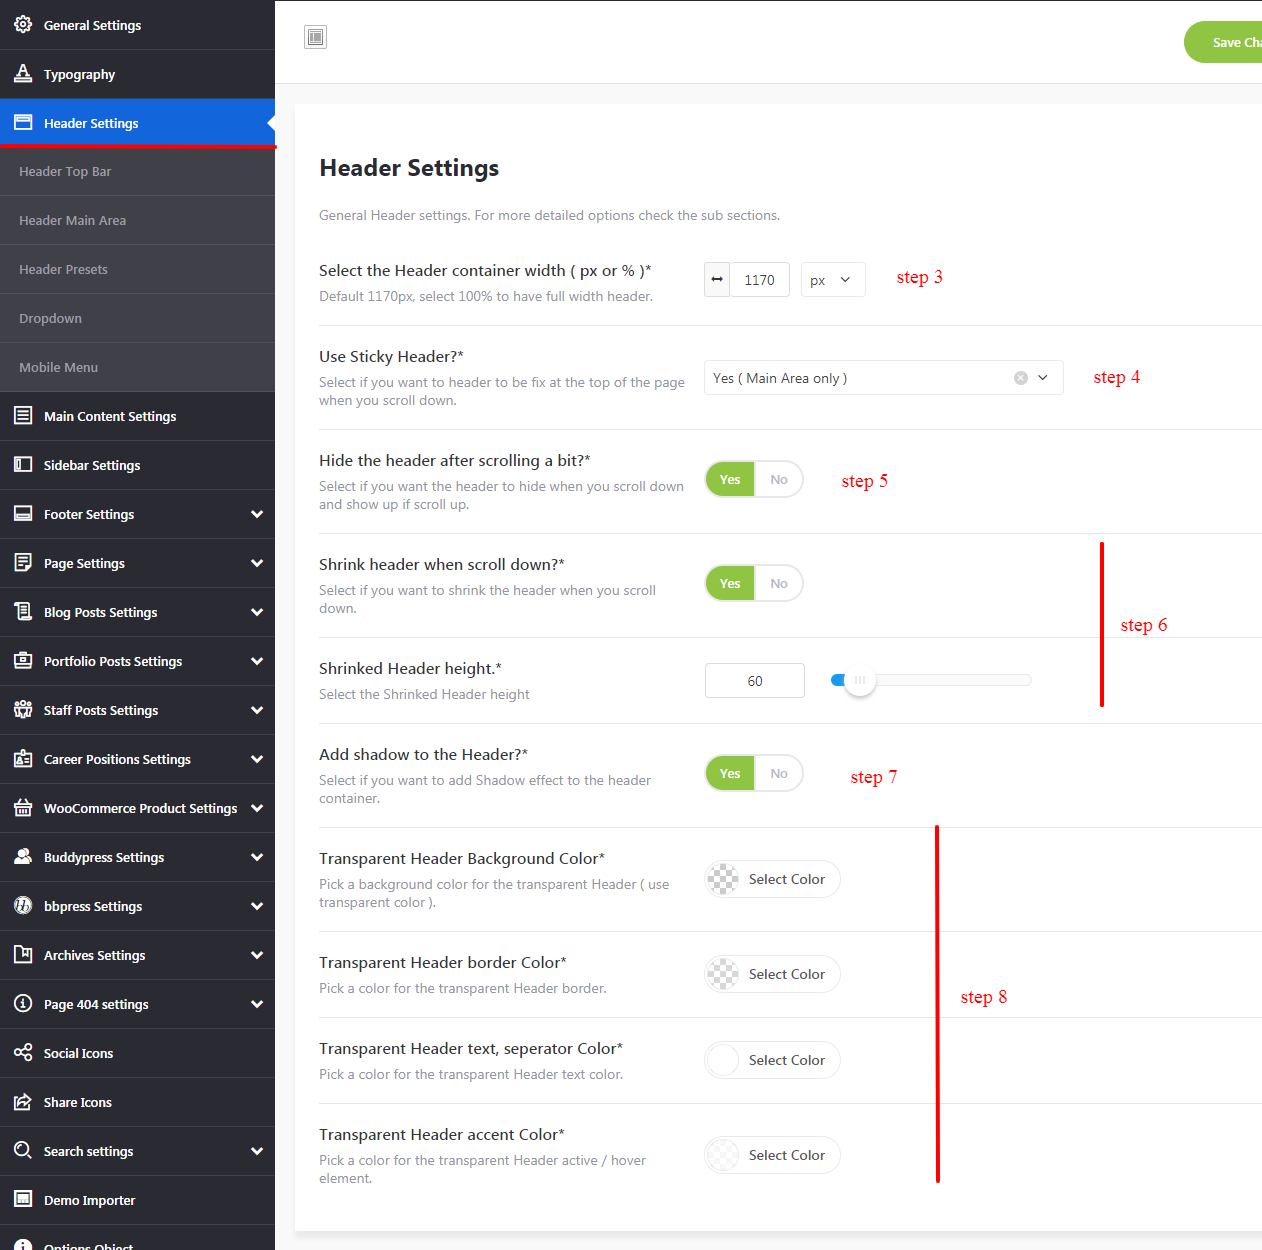 General Settings
Typography
Header Settings
Header Top Bar
Header Main Area
Header Presets
Dropdown
Mobile Menu
Main Content Settings
Sidebar Settings
Footer Settings
Page Settings
Blog Posts Settings
Portfolio Posts Settings
Staff Posts Settings
Career Positions Settings
WooCommerce Product Settings
Buddypress Settings
bbpress Settings
Archives Settings
Page 404 settings
Social Icons
Share Icons
Search settings
Demo Importer
Options Object
Save Cha
Header Settings
General Header settings. For more detailed options check the sub sections.
Select the Header container width ( px or % )*
Default 1170px, select 100% to have full width header.
1170
px
step 3
Use Sticky Header?*
Select if you want to header to be fix at the top of the page
when you scroll down.
Yes ( Main Area only )
step 4
Hide the header after scrolling a bit?*
Select if you want the header to hide when you scroll down
and show up if scroll up.
Yes No
step 5
Shrink header when scroll down?*
Select if you want to shrink the header when you scroll
down.
Yes No
step 6
Shrinked Header height.*
Select the Shrinked Header height
60
Add shadow to the Header?*
Select if you want to add Shadow effect to the header
container.
Yes No
step 7
Transparent Header Background Color*
Pick a background color for the transparent Header ( use
transparent color ).
Select Color
Transparent Header border Color*
Pick a color for the transparent Header border.
Select Color
step 8
Transparent Header text, seperator Color*
Pick a color for the transparent Header text color.
Select Color
Transparent Header accent Color*
Pick a color for the transparent Header active / hover
element.
Select Color